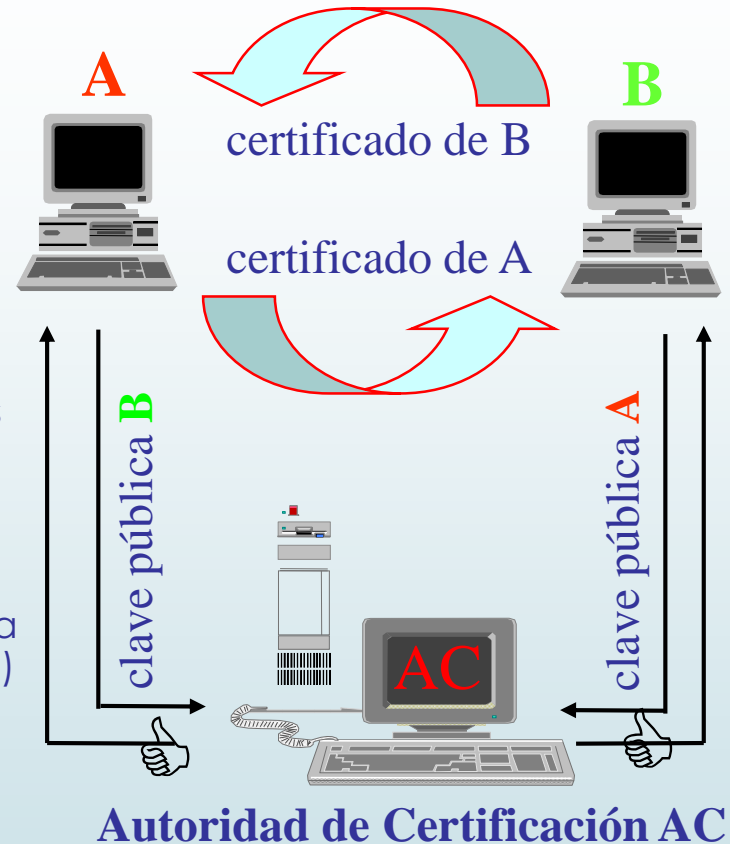 A
B
certificado de B
certificado de A
clave pública B
clave pública A
a
)
AC
Autoridad de Certificación AC